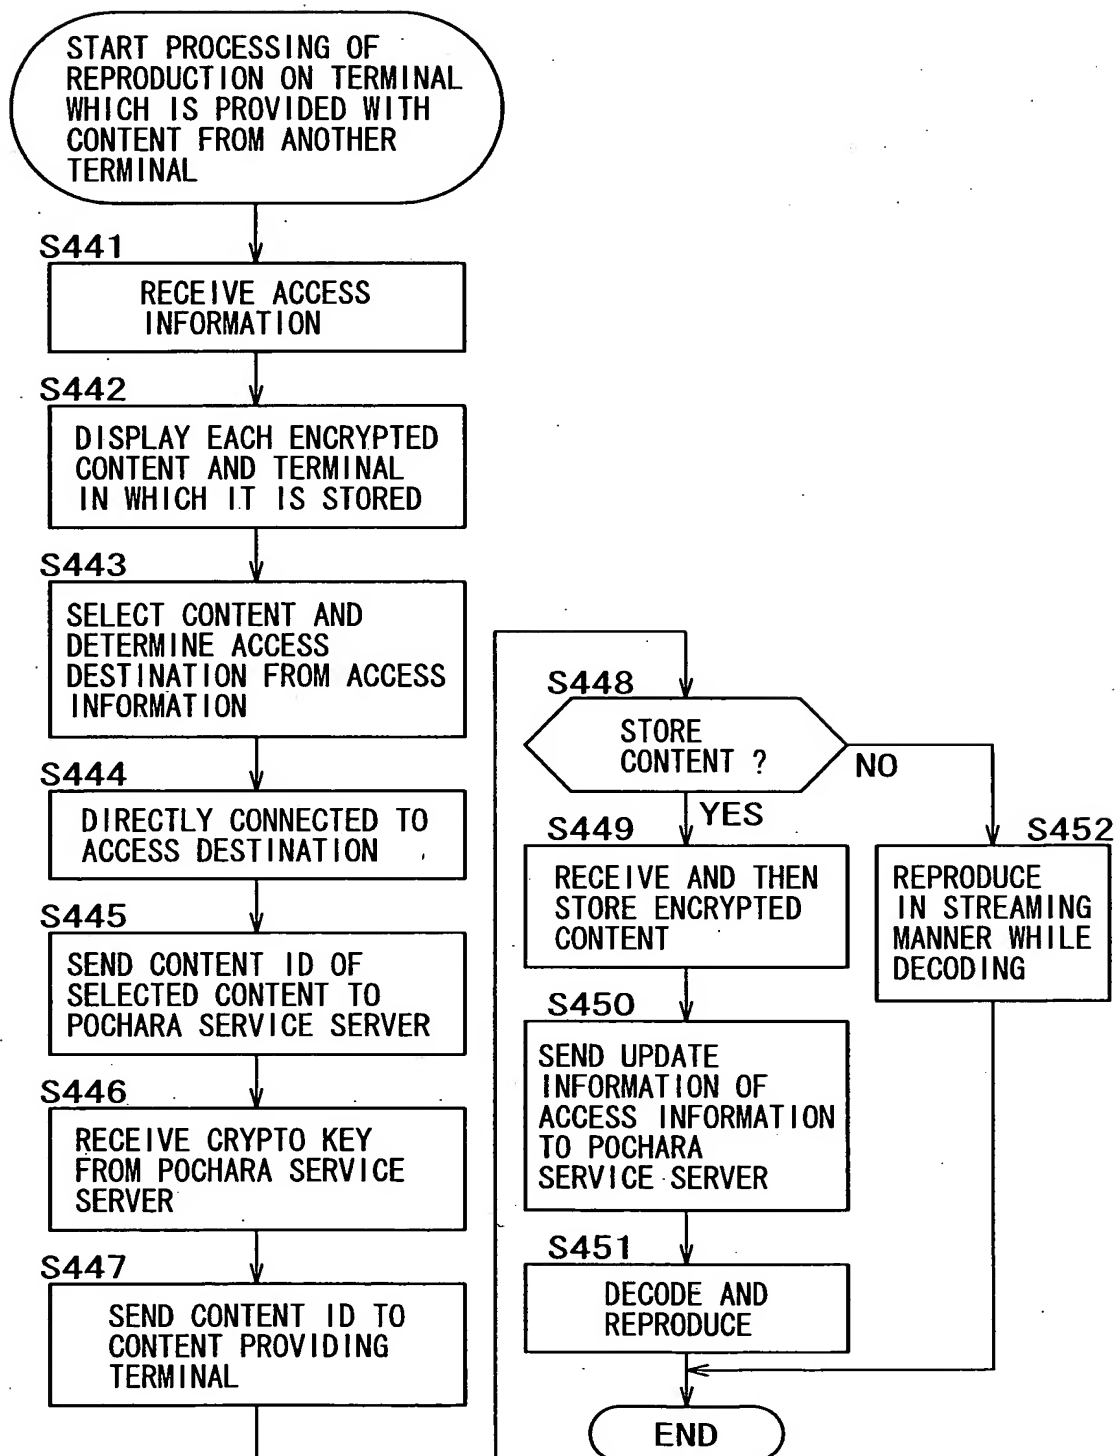 START PROCESSING OF
REPRODUCTION ON TERMINAL
WHICH IS PROVIDED WITH
CONTENT FROM ANOTHER
TERMINAL
S441
RECEIVE ACCESS
INFORMATION
S442
DISPLAY EACH ENCRYPTED
CONTENT AND TERMINAL
IN WHICH IT IS STORED
S443
SELECT CONTENT AND
DETERMINE ACCESS
DESTINATION FROM ACCESS
INFORMATION
S444
DIRECTLY CONNECTED TO
ACCESS DESTINATION
S445
SEND CONTENT ID OF
SELECTED CONTENT TO
POCHARA SERVICE SERVER
S446
RECEIVE CRYPTO KEY
FROM POCHARA SERVICE
SERVER
S447
SEND CONTENT ID TO
CONTENT PROVIDING
TERMINAL
S448
STORE
CONTENT ?
NO
YES
S449
RECEIVE AND THEN
STORE ENCRYPTED
CONTENT
S450
SEND UPDATE
INFORMATION OF
ACCESS INFORMATION
TO POCHARA
SERVICE SERVER
S451
DECODE AND
REPRODUCE
S452
REPRODUCE
IN STREAMING
MANNER WHILE
DECODING
END